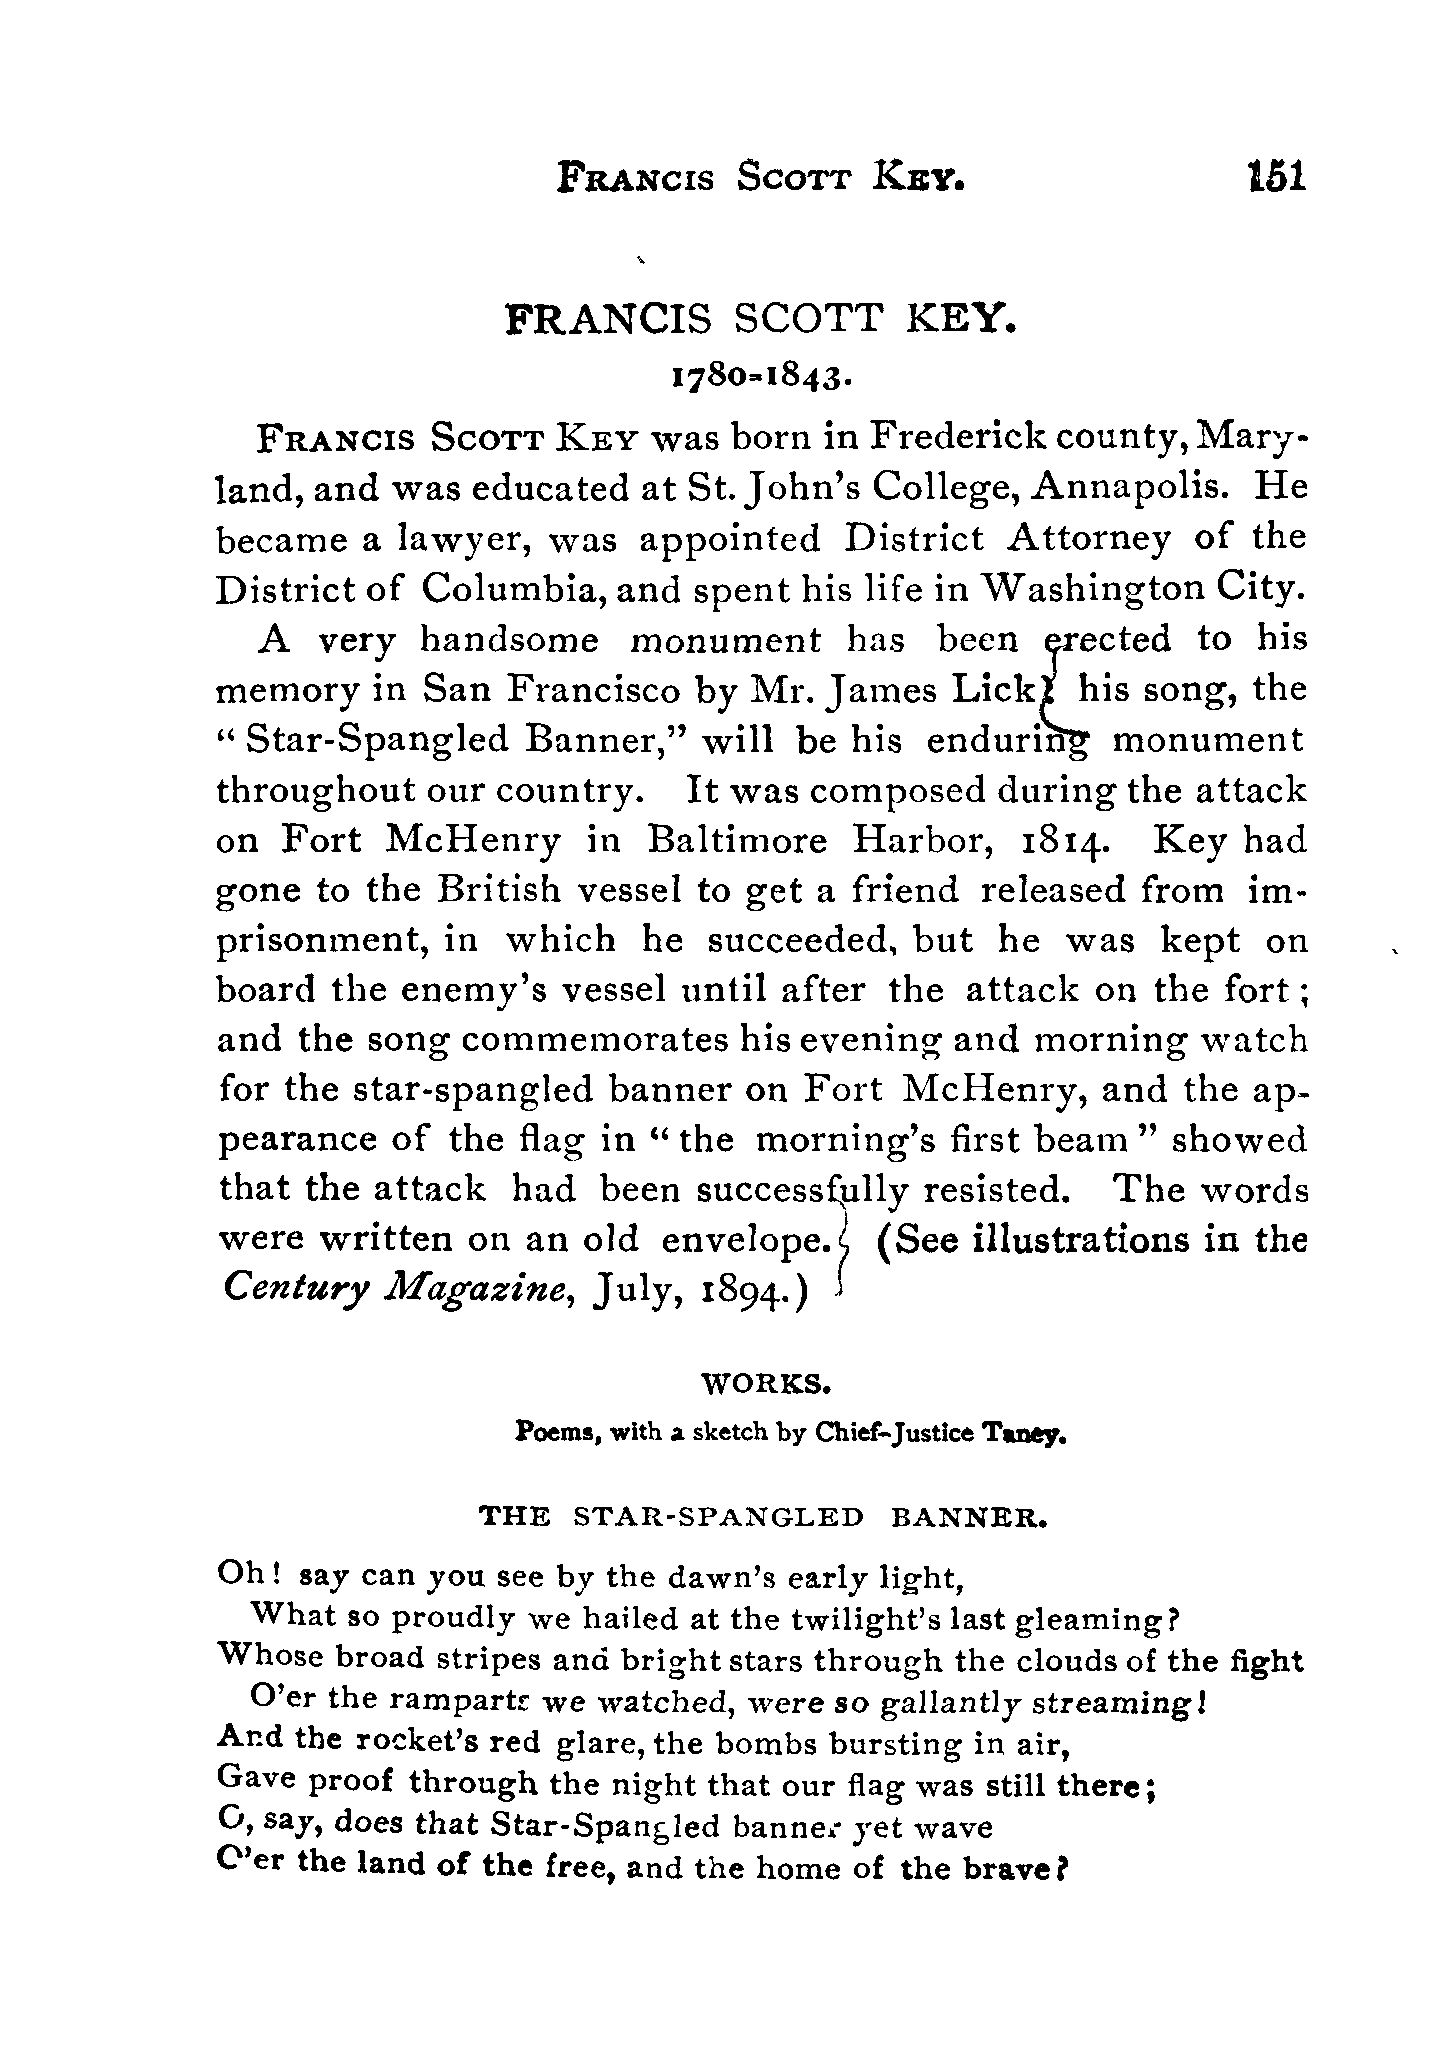 FRANCIS SCOTT KEY. 151
FRANCIS SCOTT KEY.
1780-1843.
FRANCIS SCOTT KEY was born in Frederick county, Mary-
land, and was educated at St. John's College, Annapolis. He
became a lawyer, was appointed District Attorney of the
District of Columbia, and spent his life in Washington City.
A very handsome monument has been erected to his
memory in San Francisco by Mr. James Lick; his song, the
“Star-Spangled Banner,” will be his enduring monument
throughout our country. It was composed during the attack
on Fort McHenry in Baltimore Harbor, 1814. Key had
gone to the British vessel to get a friend released from im-
prisonment, in which he succeeded, but he was kept on
board the enemy's vessel until after the attack on the fort;
and the song commemorates his evening and morning watch
for the star-spangled banner on Fort McHenry, and the ap-
pearance of the flag in “the morning's first beam” showed
that the attack had been successfully resisted. The words
were written on an old envelope. (See illustrations in the
Century Magazine, July, 1894.)
WORKS.
Poems, with a sketch by Chief-Justice Taney.
THE STAR-SPANGLED BANNER.
Oh! say can you see by the dawn's early light,
What so proudly we hailed at the twilight's last gleaming?
Whose broad stripes and bright stars through the clouds of the fight
O'er the ramparts we watched, were so gallantly streaming!
And the rocket's red glare, the bombs bursting in air,
Gave proof through the night that our flag was still there;
O, say, does that Star-Spangled banner yet wave
O'er the land of the free, and the home of the brave?